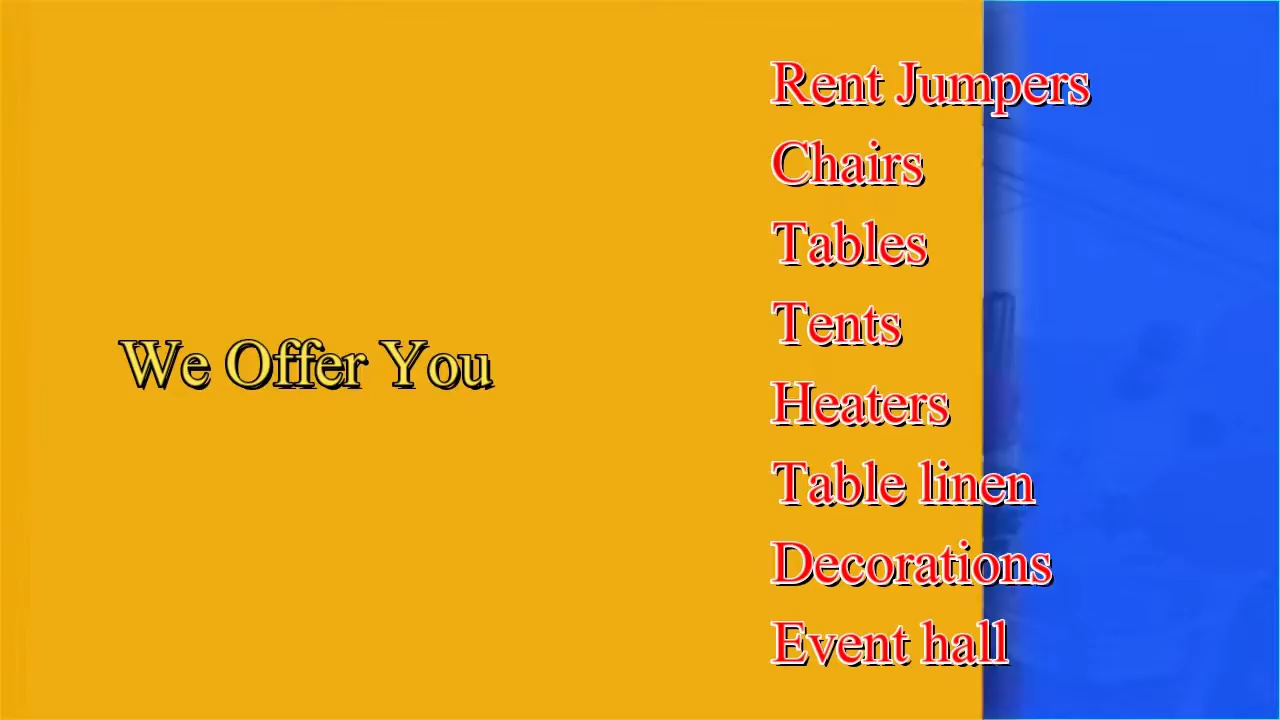 We Offer You
Rent Jumpers
Chairs
Tables
Tents
Heaters
Table linen
Decorations
Event hall